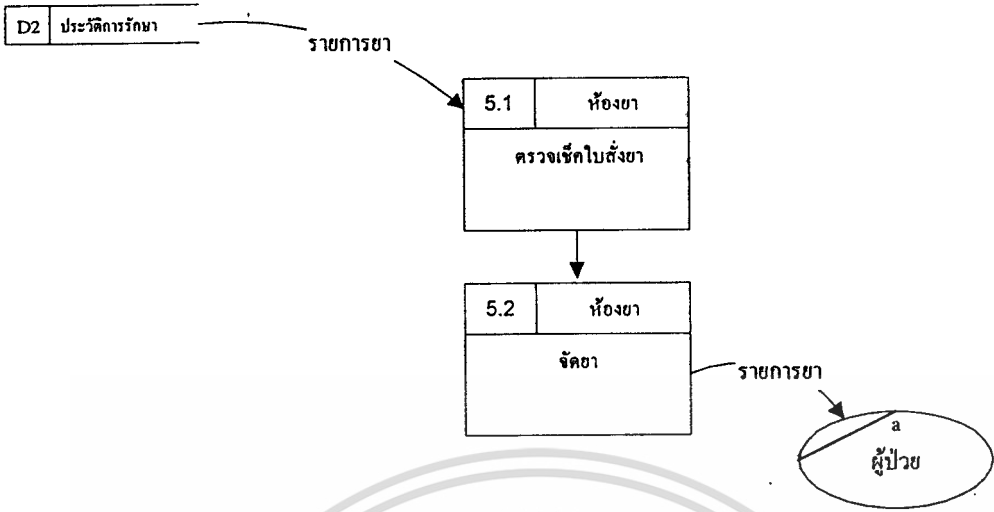 D2 ประวัติการรักษา
รายการยา
5.1 ห้องยา
ตรวจเช็คใบสั่งยา
5.2 ห้องยา
จัดยา
รายการยา
a
ผู้ป่วย